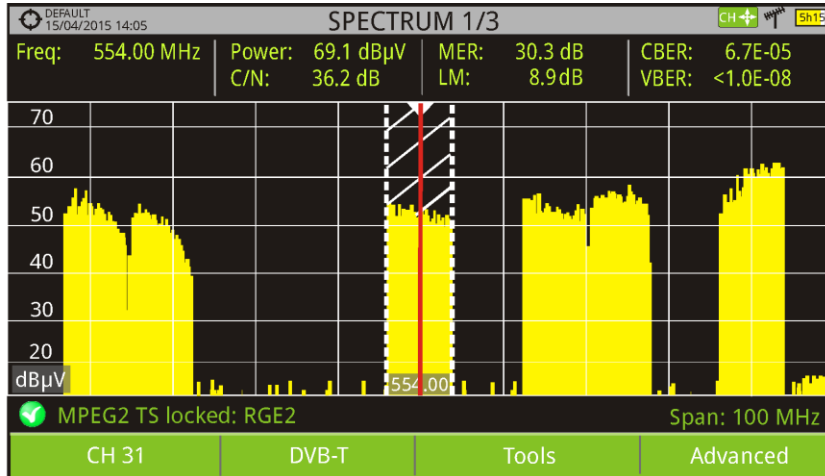 DEFAULT
15/04/2015 14:05
SPECTRUM 1/3
CH
5h15
Freq: 554.00 MHz
Power: 69.1 dBµV
MER: 30.3 dB
CBER: 6.7E-05
C/N: 36.2 dB
LM: 8.9 dB
VBER: <1.0E-08
70
60
50
40
30
20
dBµV
554.00
MPEG2 TS locked: RGE2
Span: 100 MHz
CH 31
DVB-T
Tools
Advanced